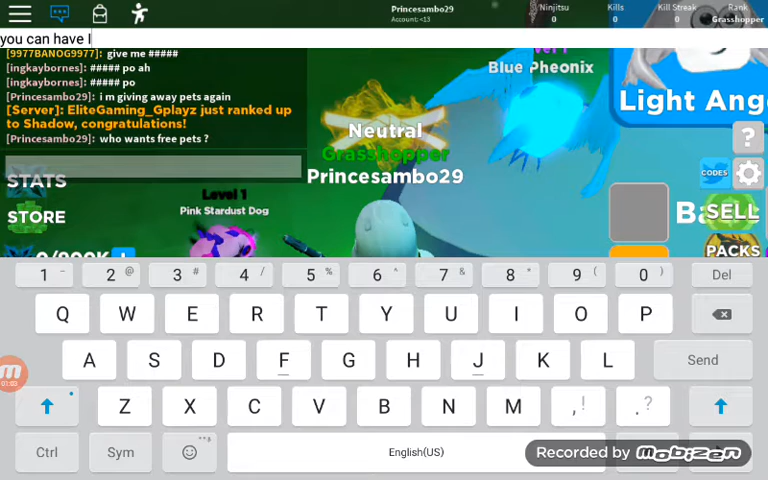 Princesambo29
Account: <13
Ninjitsu
0
Kills
0
Kill Streak
0
Rank
Grasshopper
you can have I
[9977BANOG9977]: give me #####
[ingkaybornes]: ##### po ah
[ingkaybornes]: ##### po
[Princesambo29]: i m giving away pets again
[Server]: EliteGaming_Gplayz just ranked up
to Shadow, congratulations!
[Princesambo29]: who wants free pets ?
Blue Pheonix
Light Ang
Neutral
Grasshopper
Princesambo29
Level 1
Pink Stardust Dog
STATS
STORE
?
CODES
SELL
PACKS
1 - 2 @ 3 # 4 / 5 % 6 ^ 7 & 8 * 9 ( 0 ) Del
Q W E R T Y U I O P
A S D F G H J K L Send
Z X C V B N M , ! . ?
Ctrl Sym English(US)
Recorded by Mobizen